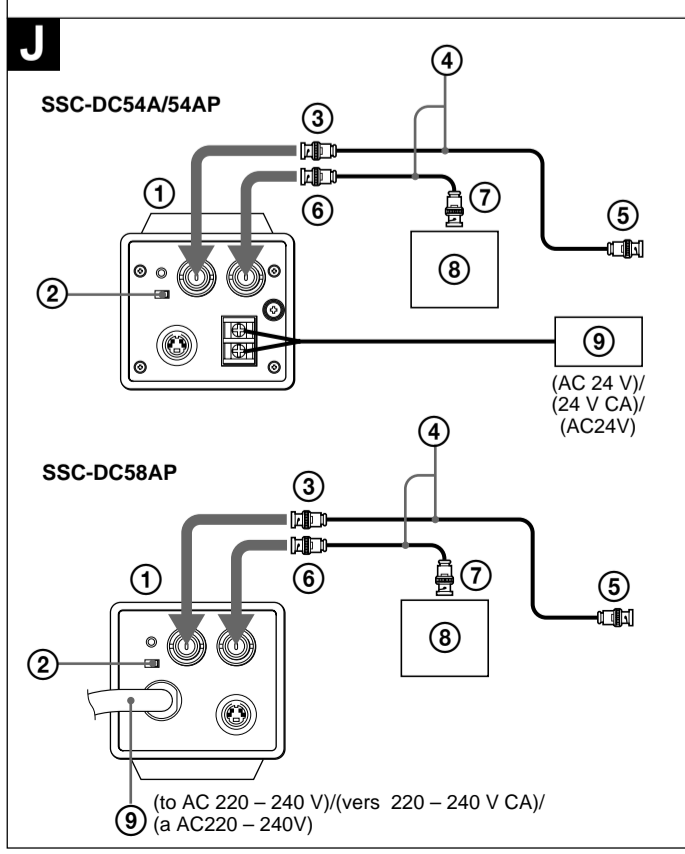 J
④
SSC-DC54A/54AP
③
①
⑥
⑦
⑤
②
⑧
⑨
(AC 24 V)/
(24 V CA)/
(AC24V)
④
SSC-DC58AP
③
①
⑥
⑦
⑤
②
⑧
⑨
(to AC 220 – 240 V)/(vers 220 – 240 V CA)/
(a AC220 – 240V)